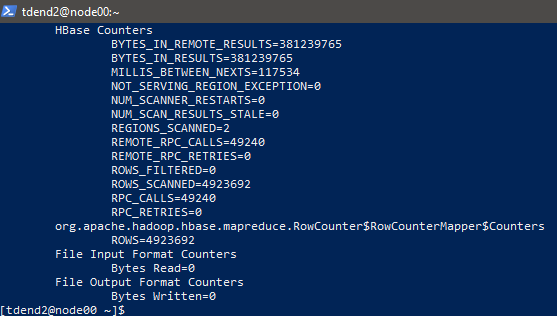 tdend2@node00:~
HBase Counters
BYTES_IN_REMOTE_RESULTS=381239765
BYTES_IN_RESULTS=381239765
MILLIS_BETWEEN_NEXTS=117534
NOT_SERVING_REGION_EXCEPTION=0
NUM_SCANNER_RESTARTS=0
NUM_SCAN_RESULTS_STALE=0
REGIONS_SCANNED=2
REMOTE_RPC_CALLS=49240
REMOTE_RPC_RETRIES=0
ROWS_FILTERED=0
ROWS_SCANNED=4923692
RPC_CALLS=49240
RPC_RETRIES=0
org.apache.hadoop.hbase.mapreduce.RowCounter$RowCounterMapper$Counters
ROWS=4923692
File Input Format Counters
Bytes Read=0
File Output Format Counters
Bytes Written=0
[tdend2@node00 ~]$